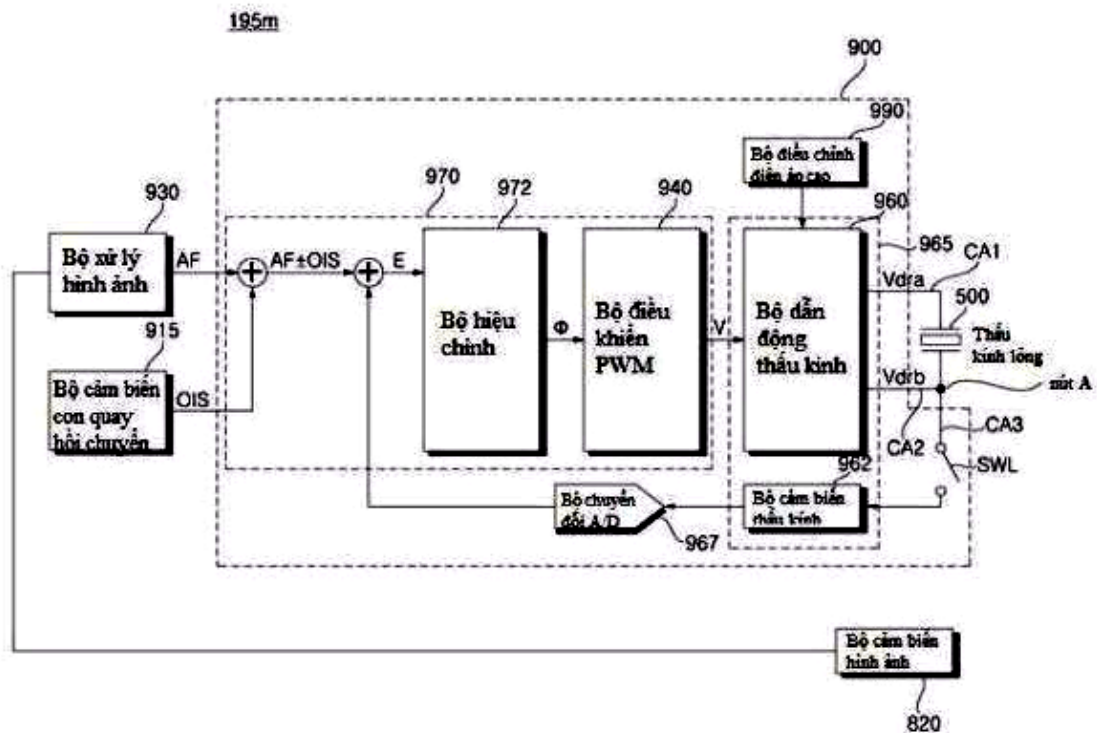 195m
900
990
Bộ điều chỉnh
điện áp cao
970
972
940
960
965
930
Bộ xử lý
hình ảnh
AF
AF±OIS
E
Bộ hiệu
chỉnh
Φ
Bộ điều
khiển
PWM
V
Bộ dẫn
động
thấu kính
Vdra
CA1
500
Thấu
kính lỏng
Vdrb
nút A
CA2
CA3
SWL
915
Bộ cảm biến
con quay
hồi chuyển
OIS
Bộ chuyển
đổi A/D
967
962
Bộ cảm biến
thấu kính
Bộ cảm biến
hình ảnh
820